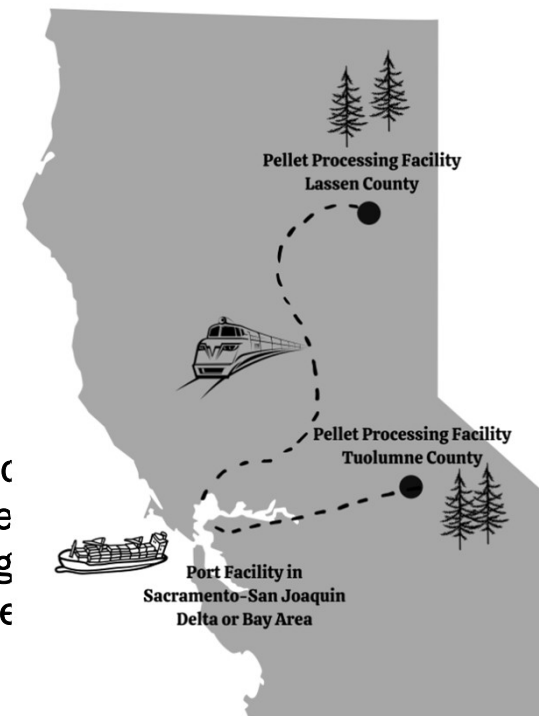 Pellet Processing Facility
Lassen County
Pellet Processing Facility
Tuolumne County
Port Facility in
Sacramento-San Joaquin
Delta or Bay Area